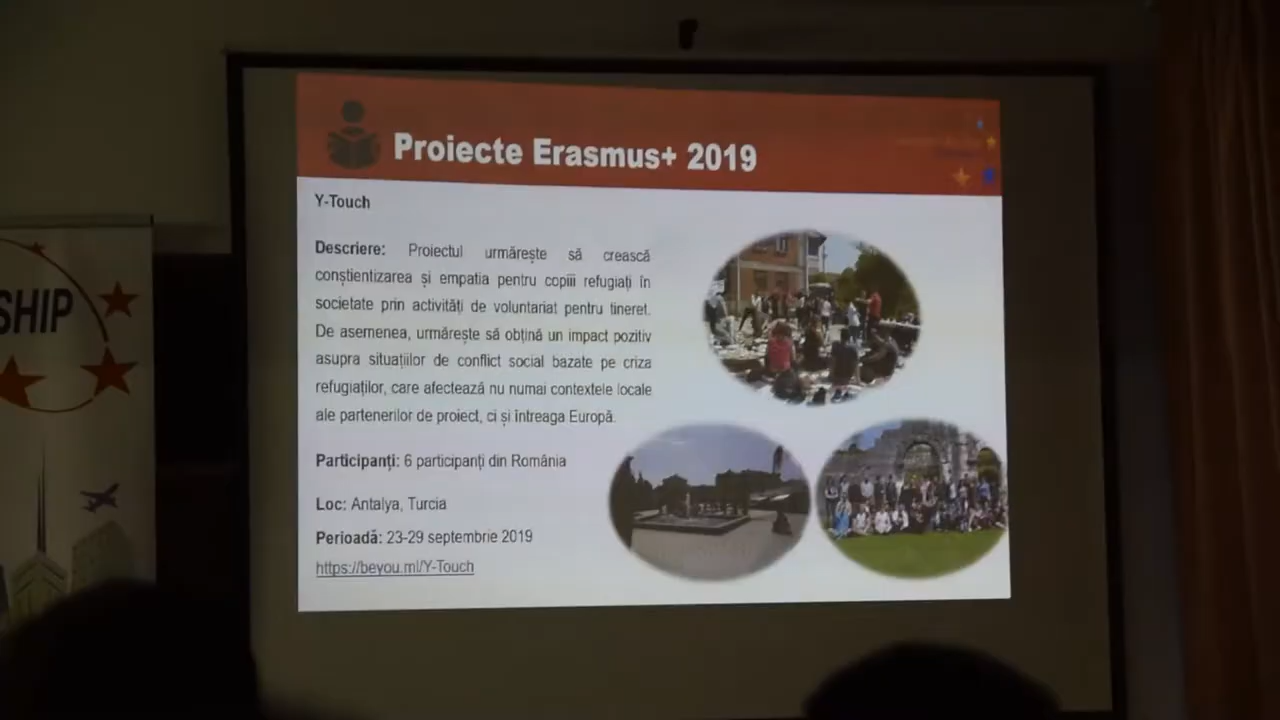 Proiecte Erasmus+ 2019
Y-Touch
Descriere: Proiectul urmărește să crească
conștientizarea și empatia pentru copiii refugiați în
societate prin activități de voluntariat pentru tineret.
De asemenea, urmărește să obțină un impact pozitiv
asupra situațiilor de conflict social bazate pe criza
refugiaților, care afectează nu numai contextele locale
ale partenerilor de proiect, ci și întreaga Europă.
Participanți: 6 participanți din România
Loc: Antalya, Turcia
Perioadă: 23-29 septembrie 2019
https://beyou.ml/Y-Touch
SHIP